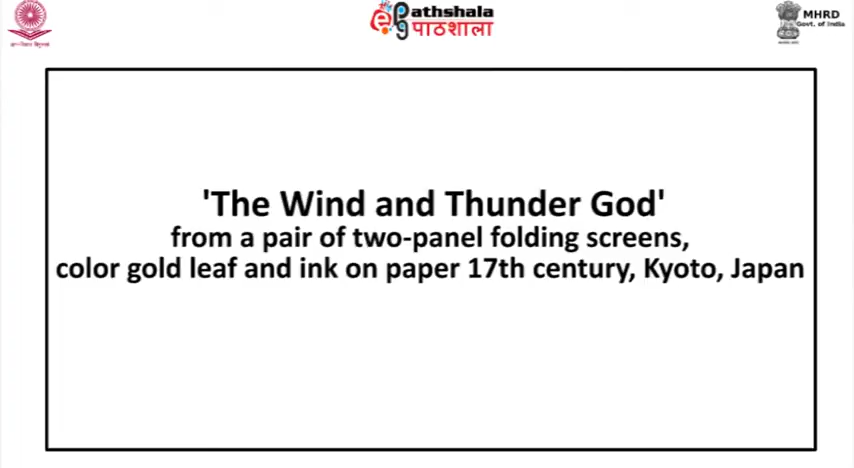 ePG Pathshala
पाठशाला
MHRD
Govt. of India
'The Wind and Thunder God'
from a pair of two-panel folding screens,
color gold leaf and ink on paper 17th century, Kyoto, Japan